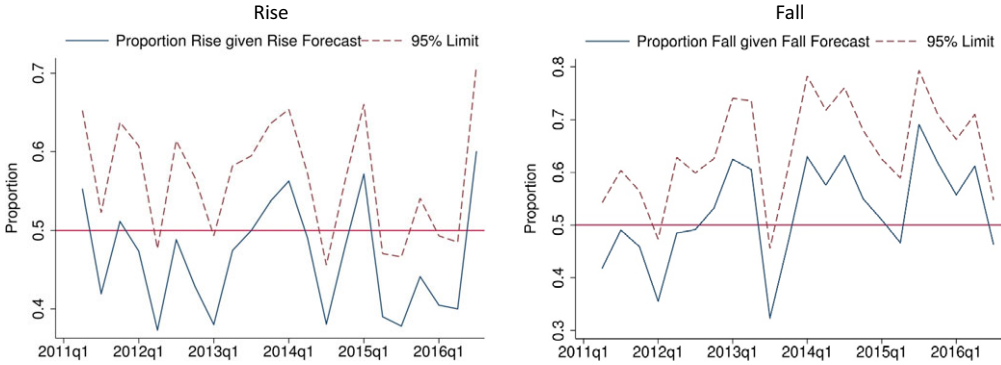 Rise
Proportion Rise given Rise Forecast 95% Limit
0.7
0.6
0.5
0.4
Proportion
2011q1 2012q1 2013q1 2014q1 2015q1 2016q1
Fall
Proportion Fall given Fall Forecast 95% Limit
0.8
0.7
0.6
0.5
0.4
0.3
Proportion
2011q1 2012q1 2013q1 2014q1 2015q1 2016q1